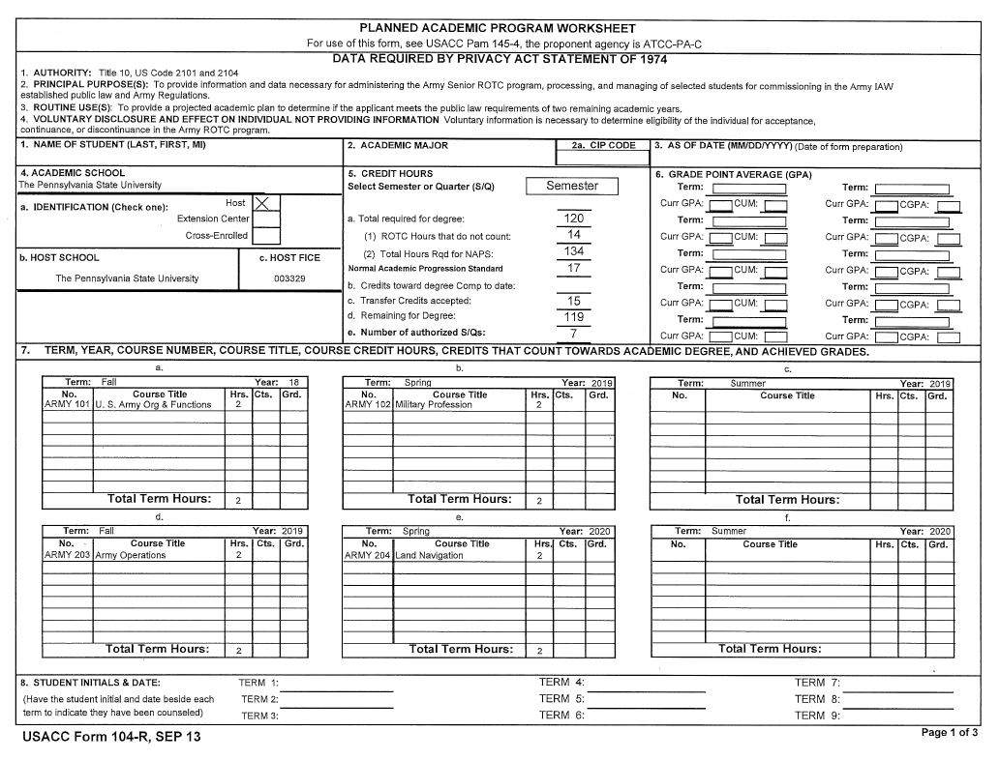 PLANNED ACADEMIC PROGRAM WORKSHEET
For use of this form, see USACC Pam 145-4, the proponent agency is ATCC-PA-C
DATA REQUIRED BY PRIVACY ACT STATEMENT OF 1974
1. AUTHORITY: Title 10, US Code 2101 and 2104
2. PRINCIPAL PURPOSE(S): To provide information and data necessary for administering the Army Senior ROTC program, processing, and managing of selected students for commissioning in the Army IAW
established public law and Army Regulations.
3. ROUTINE USE(S): To provide a projected academic plan to determine if the applicant meets the public law requirements of two remaining academic years.
4. VOLUNTARY DISCLOSURE AND EFFECT ON INDIVIDUAL NOT PROVIDING INFORMATION Voluntary information is necessary to determine eligibility of the individual for acceptance,
continuance, or discontinuance in the Army ROTC program.
1. NAME OF STUDENT (LAST, FIRST, MI)
2. ACADEMIC MAJOR
2a. CIP CODE
3. AS OF DATE (MM/DD/YYYY) (Date of form preparation)
4. ACADEMIC SCHOOL
The Pennsylvania State University
a. IDENTIFICATION (Check one):
Host X
Extension Center
Cross-Enrolled
b. HOST SCHOOL
The Pennsylvania State University
c. HOST FICE
003329
5. CREDIT HOURS
Select Semester or Quarter (S/Q) Semester
a. Total required for degree: 120
(1) ROTC Hours that do not count: 14
(2) Total Hours Rqd for NAPS: 134
Normal Academic Progression Standard 17
b. Credits toward degree Comp to date:
c. Transfer Credits accepted: 15
d. Remaining for Degree: 119
e. Number of authorized S/Qs: 7
6. GRADE POINT AVERAGE (GPA)
Term: Term:
Curr GPA: CUM: Curr GPA: CGPA:
Term: Term:
Curr GPA: CUM: Curr GPA: CGPA:
Term: Term:
Curr GPA: CUM: Curr GPA: CGPA:
Term: Term:
Curr GPA: CUM: Curr GPA: CGPA:
Term: Term:
Curr GPA: CUM: Curr GPA: CGPA:
7. TERM, YEAR, COURSE NUMBER, COURSE TITLE, COURSE CREDIT HOURS, CREDITS THAT COUNT TOWARDS ACADEMIC DEGREE, AND ACHIEVED GRADES.
a.
Term: Fall Year: 18
No. Course Title Hrs. Cts. Grd.
ARMY 101 U. S. Army Org & Functions 2
Total Term Hours: 2
b.
Term: Spring Year: 2019
No. Course Title Hrs. Cts. Grd.
ARMY 102 Military Profession 2
Total Term Hours: 2
c.
Term: Summer Year: 2019
No. Course Title Hrs. Cts. Grd.
Total Term Hours:
d.
Term: Fall Year: 2019
No. Course Title Hrs. Cts. Grd.
ARMY 203 Army Operations 2
Total Term Hours: 2
e.
Term: Spring Year: 2020
No. Course Title Hrs. Cts. Grd.
ARMY 204 Land Navigation 2
Total Term Hours: 2
f.
Term: Summer Year: 2020
No. Course Title Hrs. Cts. Grd.
Total Term Hours:
8. STUDENT INITIALS & DATE:
(Have the student initial and date beside each
term to indicate they have been counseled)
TERM 1:
TERM 2:
TERM 3:
TERM 4:
TERM 5:
TERM 6:
TERM 7:
TERM 8:
TERM 9:
USACC Form 104-R, SEP 13
Page 1 of 3